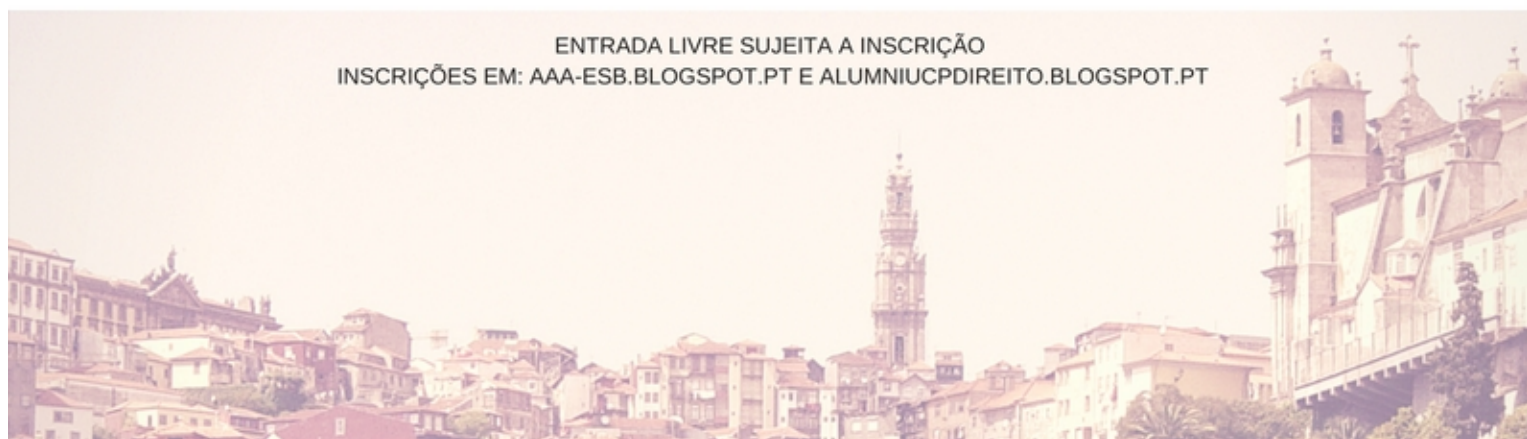 ENTRADA LIVRE SUJEITA A INSCRIÇÃO
INSCRIÇÕES EM: AAA-ESB.BLOGSPOT.PT E ALUMNIUCPDIREITO.BLOGSPOT.PT